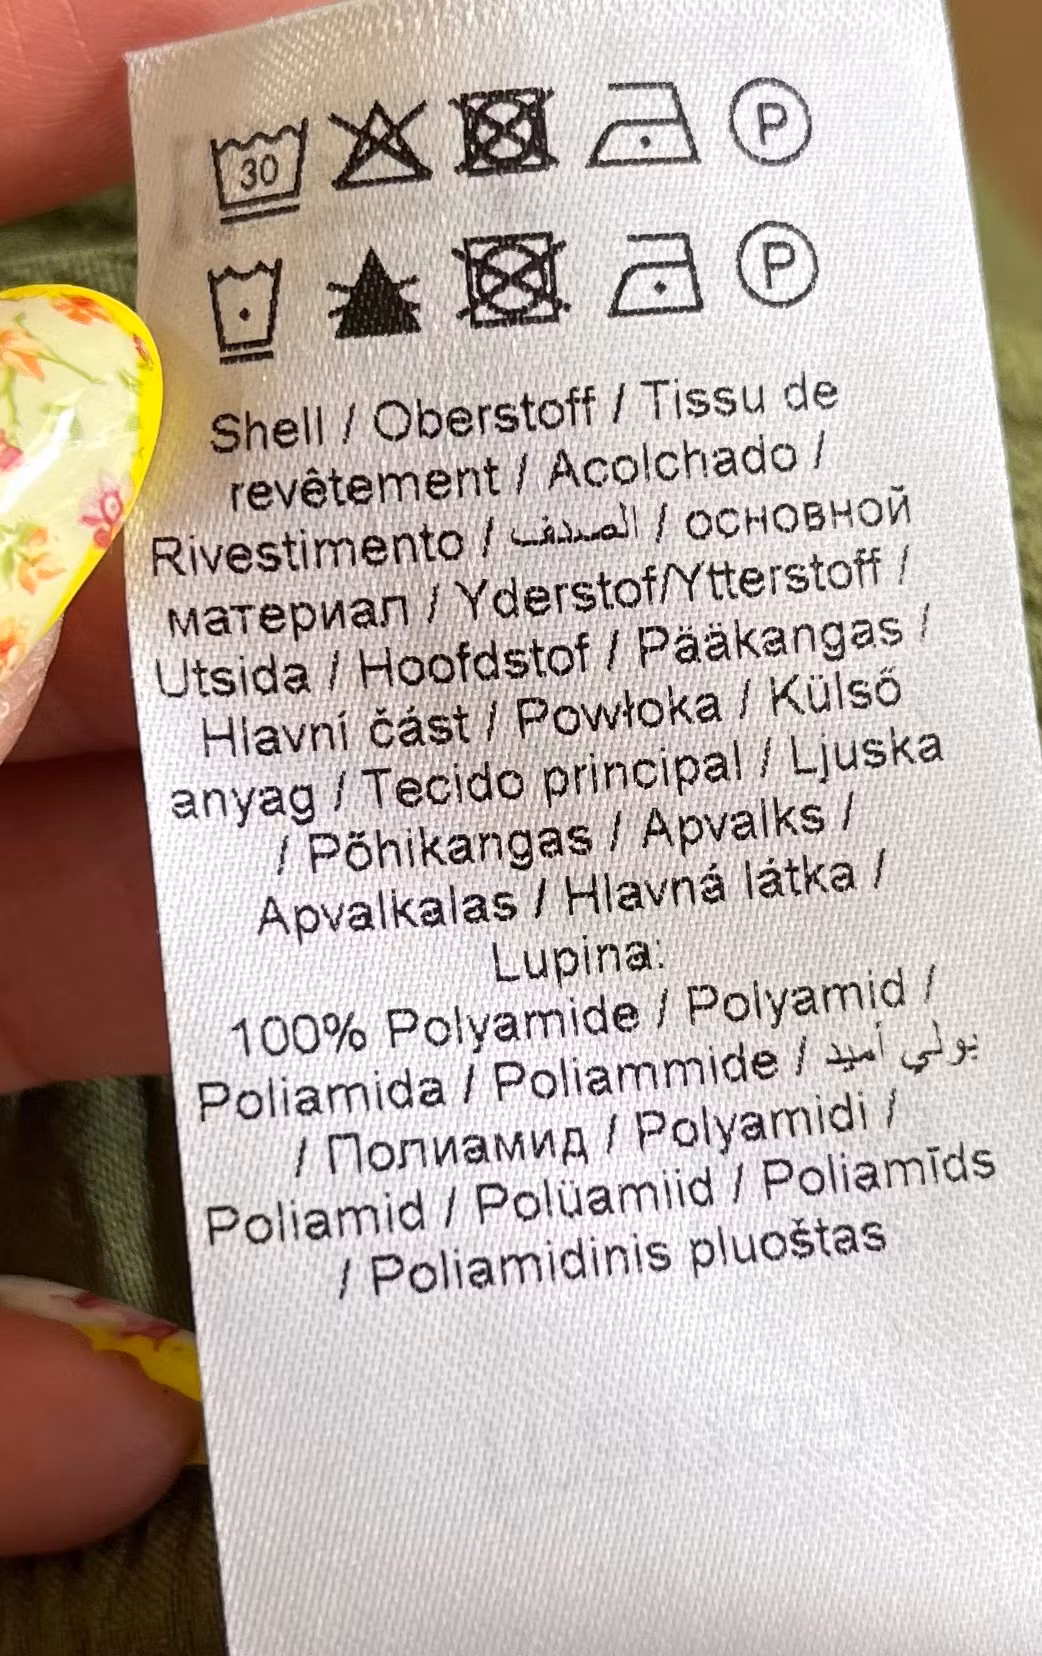 30 P
P
Shell / Oberstoff / Tissu de
revêtement / Acolchado /
Rivestimento / الصدف / основной
материал / Yderstof/Ytterstoff /
Utsida / Hoofdstof / Pääkangas /
Hlavní část / Powłoka / Külső
anyag / Tecido principal / Ljuska
/ Põhikangas / Apvalks /
Apvalkalas / Hlavná látka /
Lupina:
100% Polyamide / Polyamid /
Poliamida / Poliammide / بولي أميد
/ Полиамид / Polyamidi /
Poliamid / Polüamiid / Poliamīds
/ Poliamidinis pluoštas